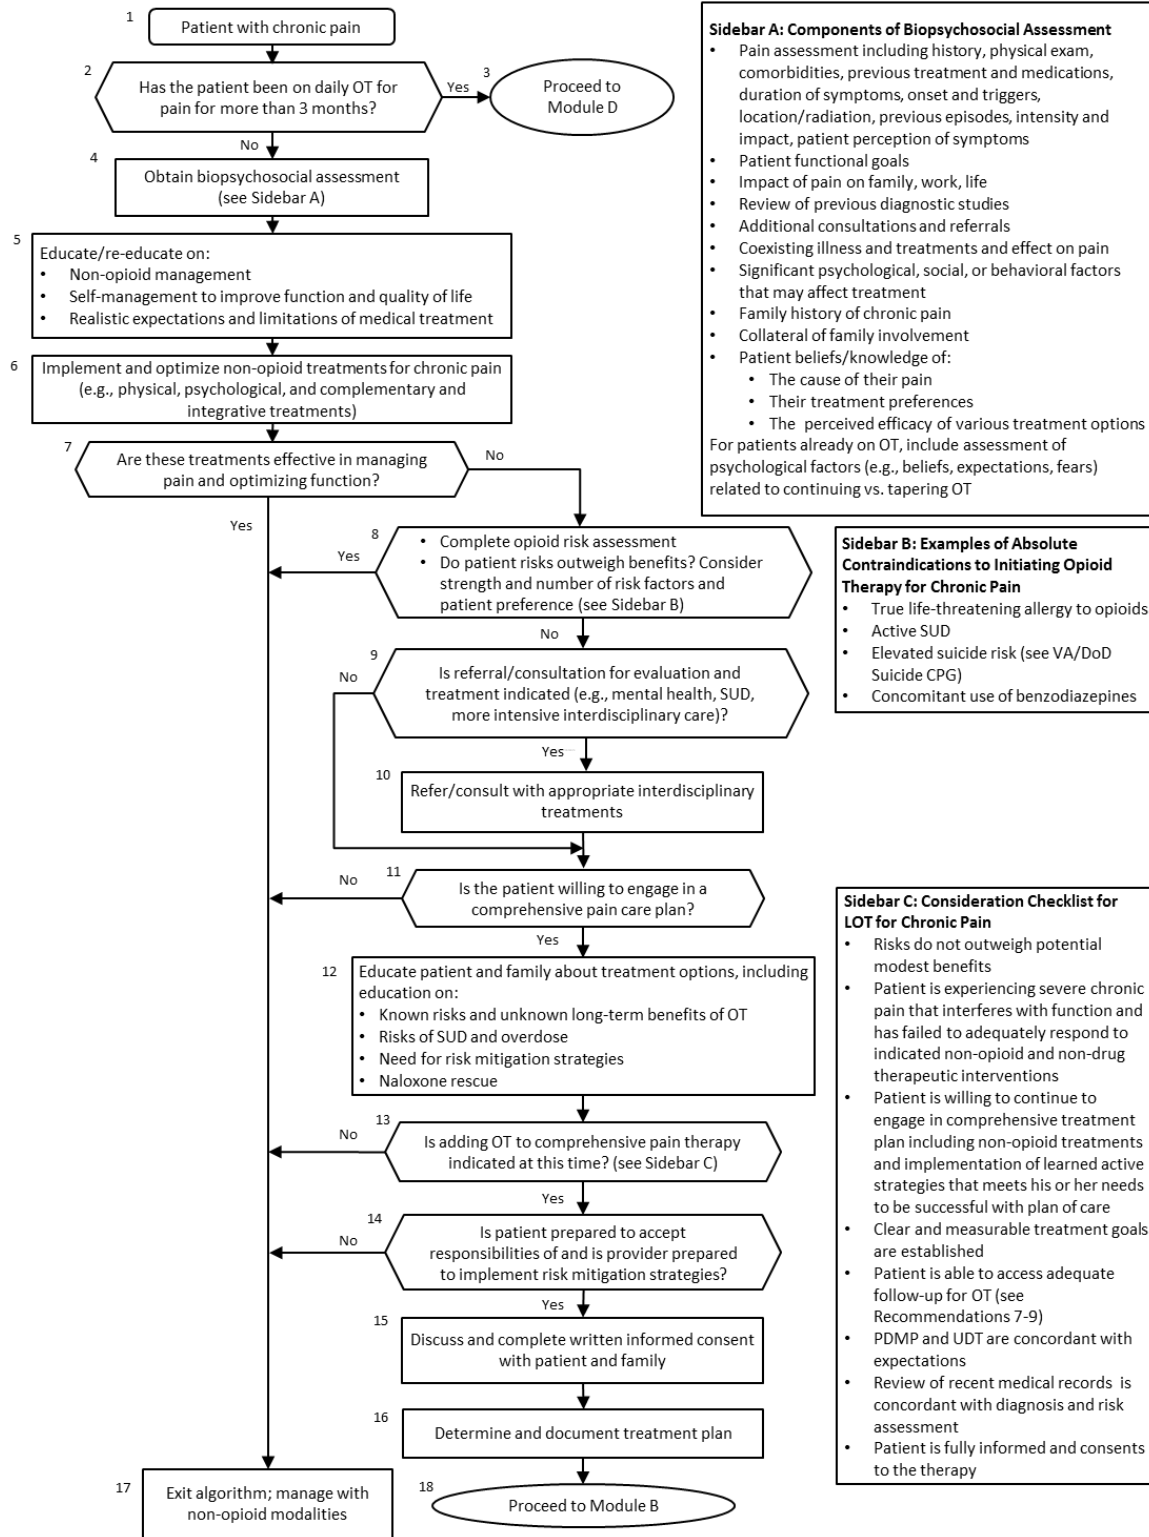 1
Patient with chronic pain
2
Has the patient been on daily OT for
pain for more than 3 months?
Yes
3
Proceed to
Module D
No
4
Obtain biopsychosocial assessment
(see Sidebar A)
5
Educate/re-educate on:
• Non-opioid management
• Self-management to improve function and quality of life
• Realistic expectations and limitations of medical treatment
6
Implement and optimize non-opioid treatments for chronic pain
(e.g., physical, psychological, and complementary and
integrative treatments)
7
Are these treatments effective in managing
pain and optimizing function?
No
Yes
8
• Complete opioid risk assessment
• Do patient risks outweigh benefits? Consider
strength and number of risk factors and
patient preference (see Sidebar B)
Yes
No
9
Is referral/consultation for evaluation and
treatment indicated (e.g., mental health, SUD,
more intensive interdisciplinary care)?
No
Yes
10
Refer/consult with appropriate interdisciplinary
treatments
11
Is the patient willing to engage in a
comprehensive pain care plan?
No
Yes
12
Educate patient and family about treatment options, including
education on:
• Known risks and unknown long-term benefits of OT
• Risks of SUD and overdose
• Need for risk mitigation strategies
• Naloxone rescue
13
Is adding OT to comprehensive pain therapy
indicated at this time? (see Sidebar C)
No
Yes
14
Is patient prepared to accept
responsibilities of and is provider prepared
to implement risk mitigation strategies?
No
Yes
15
Discuss and complete written informed consent
with patient and family
16
Determine and document treatment plan
17
Exit algorithm; manage with
non-opioid modalities
18
Proceed to Module B
Sidebar A: Components of Biopsychosocial Assessment
• Pain assessment including history, physical exam,
comorbidities, previous treatment and medications,
duration of symptoms, onset and triggers,
location/radiation, previous episodes, intensity and
impact, patient perception of symptoms
• Patient functional goals
• Impact of pain on family, work, life
• Review of previous diagnostic studies
• Additional consultations and referrals
• Coexisting illness and treatments and effect on pain
• Significant psychological, social, or behavioral factors
that may affect treatment
• Family history of chronic pain
• Collateral of family involvement
• Patient beliefs/knowledge of:
• The cause of their pain
• Their treatment preferences
• The perceived efficacy of various treatment options
For patients already on OT, include assessment of
psychological factors (e.g., beliefs, expectations, fears)
related to continuing vs. tapering OT
Sidebar B: Examples of Absolute
Contraindications to Initiating Opioid
Therapy for Chronic Pain
• True life-threatening allergy to opioids
• Active SUD
• Elevated suicide risk (see VA/DoD
Suicide CPG)
• Concomitant use of benzodiazepines
Sidebar C: Consideration Checklist for
LOT for Chronic Pain
• Risks do not outweigh potential
modest benefits
• Patient is experiencing severe chronic
pain that interferes with function and
has failed to adequately respond to
indicated non-opioid and non-drug
therapeutic interventions
• Patient is willing to continue to
engage in comprehensive treatment
plan including non-opioid treatments
and implementation of learned active
strategies that meets his or her needs
to be successful with plan of care
• Clear and measurable treatment goals
are established
• Patient is able to access adequate
follow-up for OT (see
Recommendations 7-9)
• PDMP and UDT are concordant with
expectations
• Review of recent medical records is
concordant with diagnosis and risk
assessment
• Patient is fully informed and consents
to the therapy